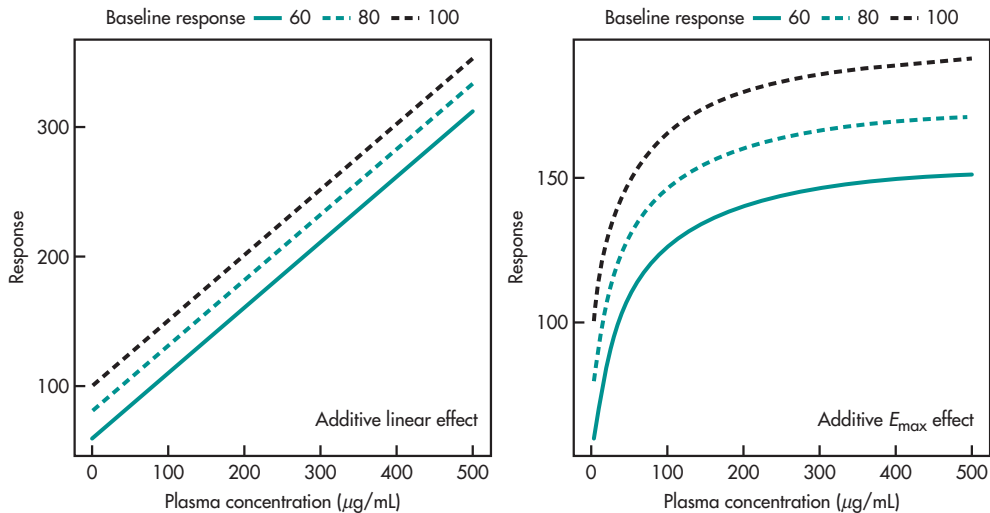 Baseline response 60 80 100
300
200
100
Response
Additive linear effect
0 100 200 300 400 500
Plasma concentration (μg/mL)
Baseline response 60 80 100
150
100
Response
Additive Emax effect
0 100 200 300 400 500
Plasma concentration (μg/mL)